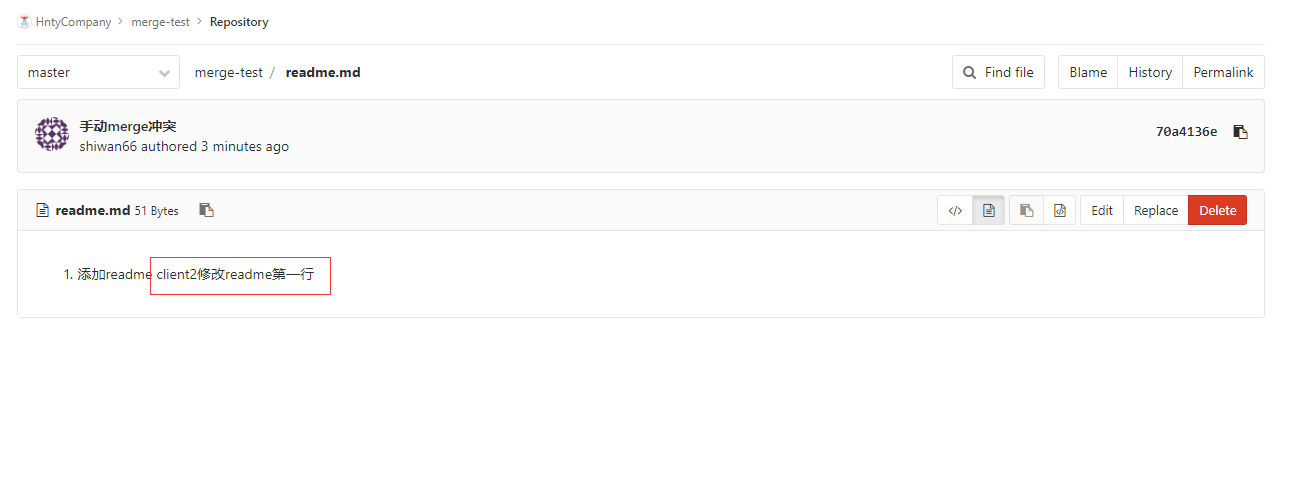 HntyCompany > merge-test > Repository
master merge-test / readme.md Find file Blame History Permalink
手动merge冲突
shiwan66 authored 3 minutes ago 70a4136e
readme.md 51 Bytes </> Edit Replace Delete
1. 添加readme client2修改readme第一行